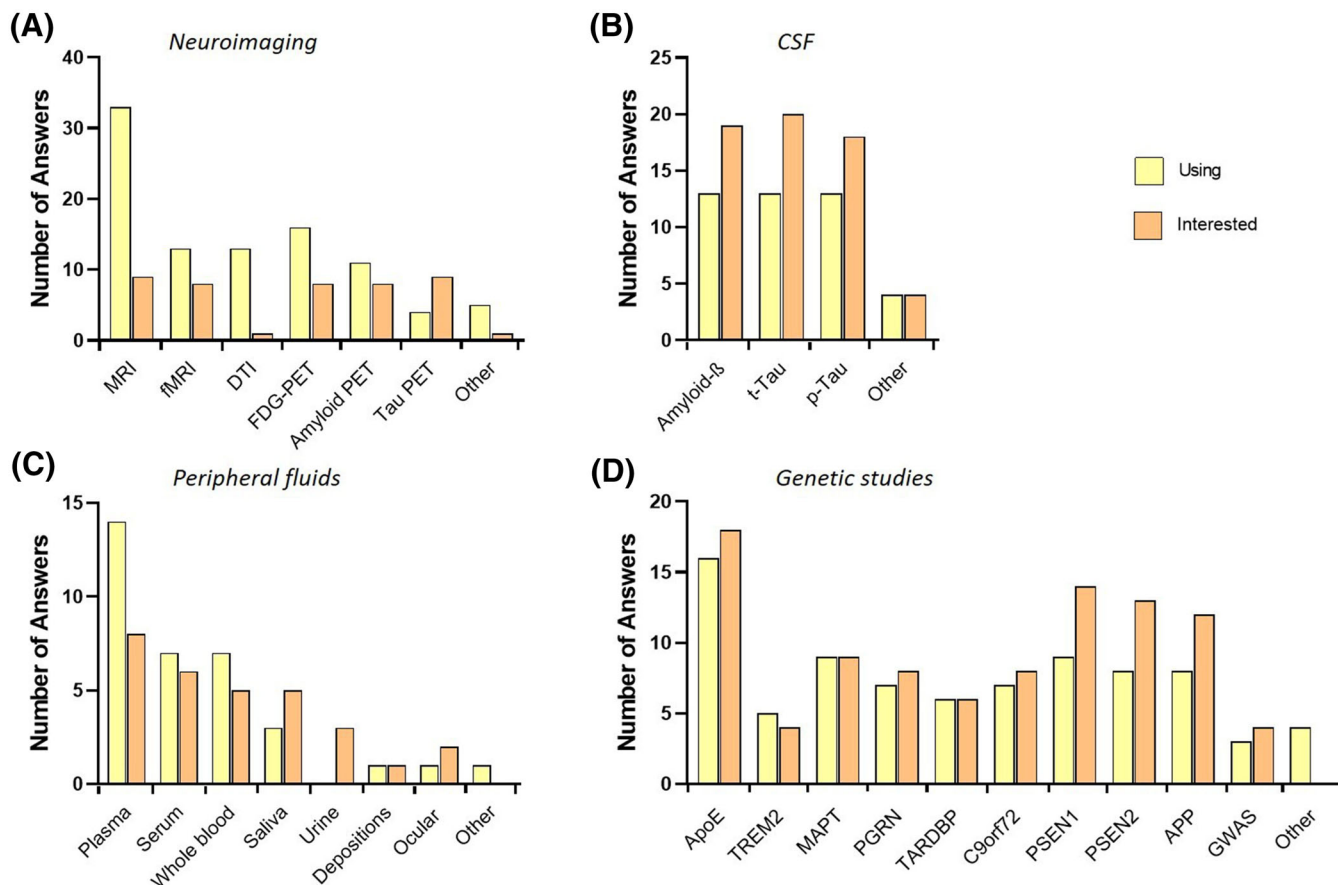 (A)
Neuroimaging
Number of Answers
40
30
20
10
0
MRI
fMRI
DTI
FDG-PET
Amyloid PET
Tau PET
Other
(B)
CSF
Number of Answers
25
20
15
10
5
0
Amyloid-ß
t-Tau
p-Tau
Other
Using
Interested
(C)
Peripheral fluids
Number of Answers
15
10
5
0
Plasma
Serum
Whole blood
Saliva
Urine
Depositions
Ocular
Other
(D)
Genetic studies
Number of Answers
20
15
10
5
0
ApoE
TREM2
MAPT
PGRN
TARDBP
C9orf72
PSEN1
PSEN2
APP
GWAS
Other